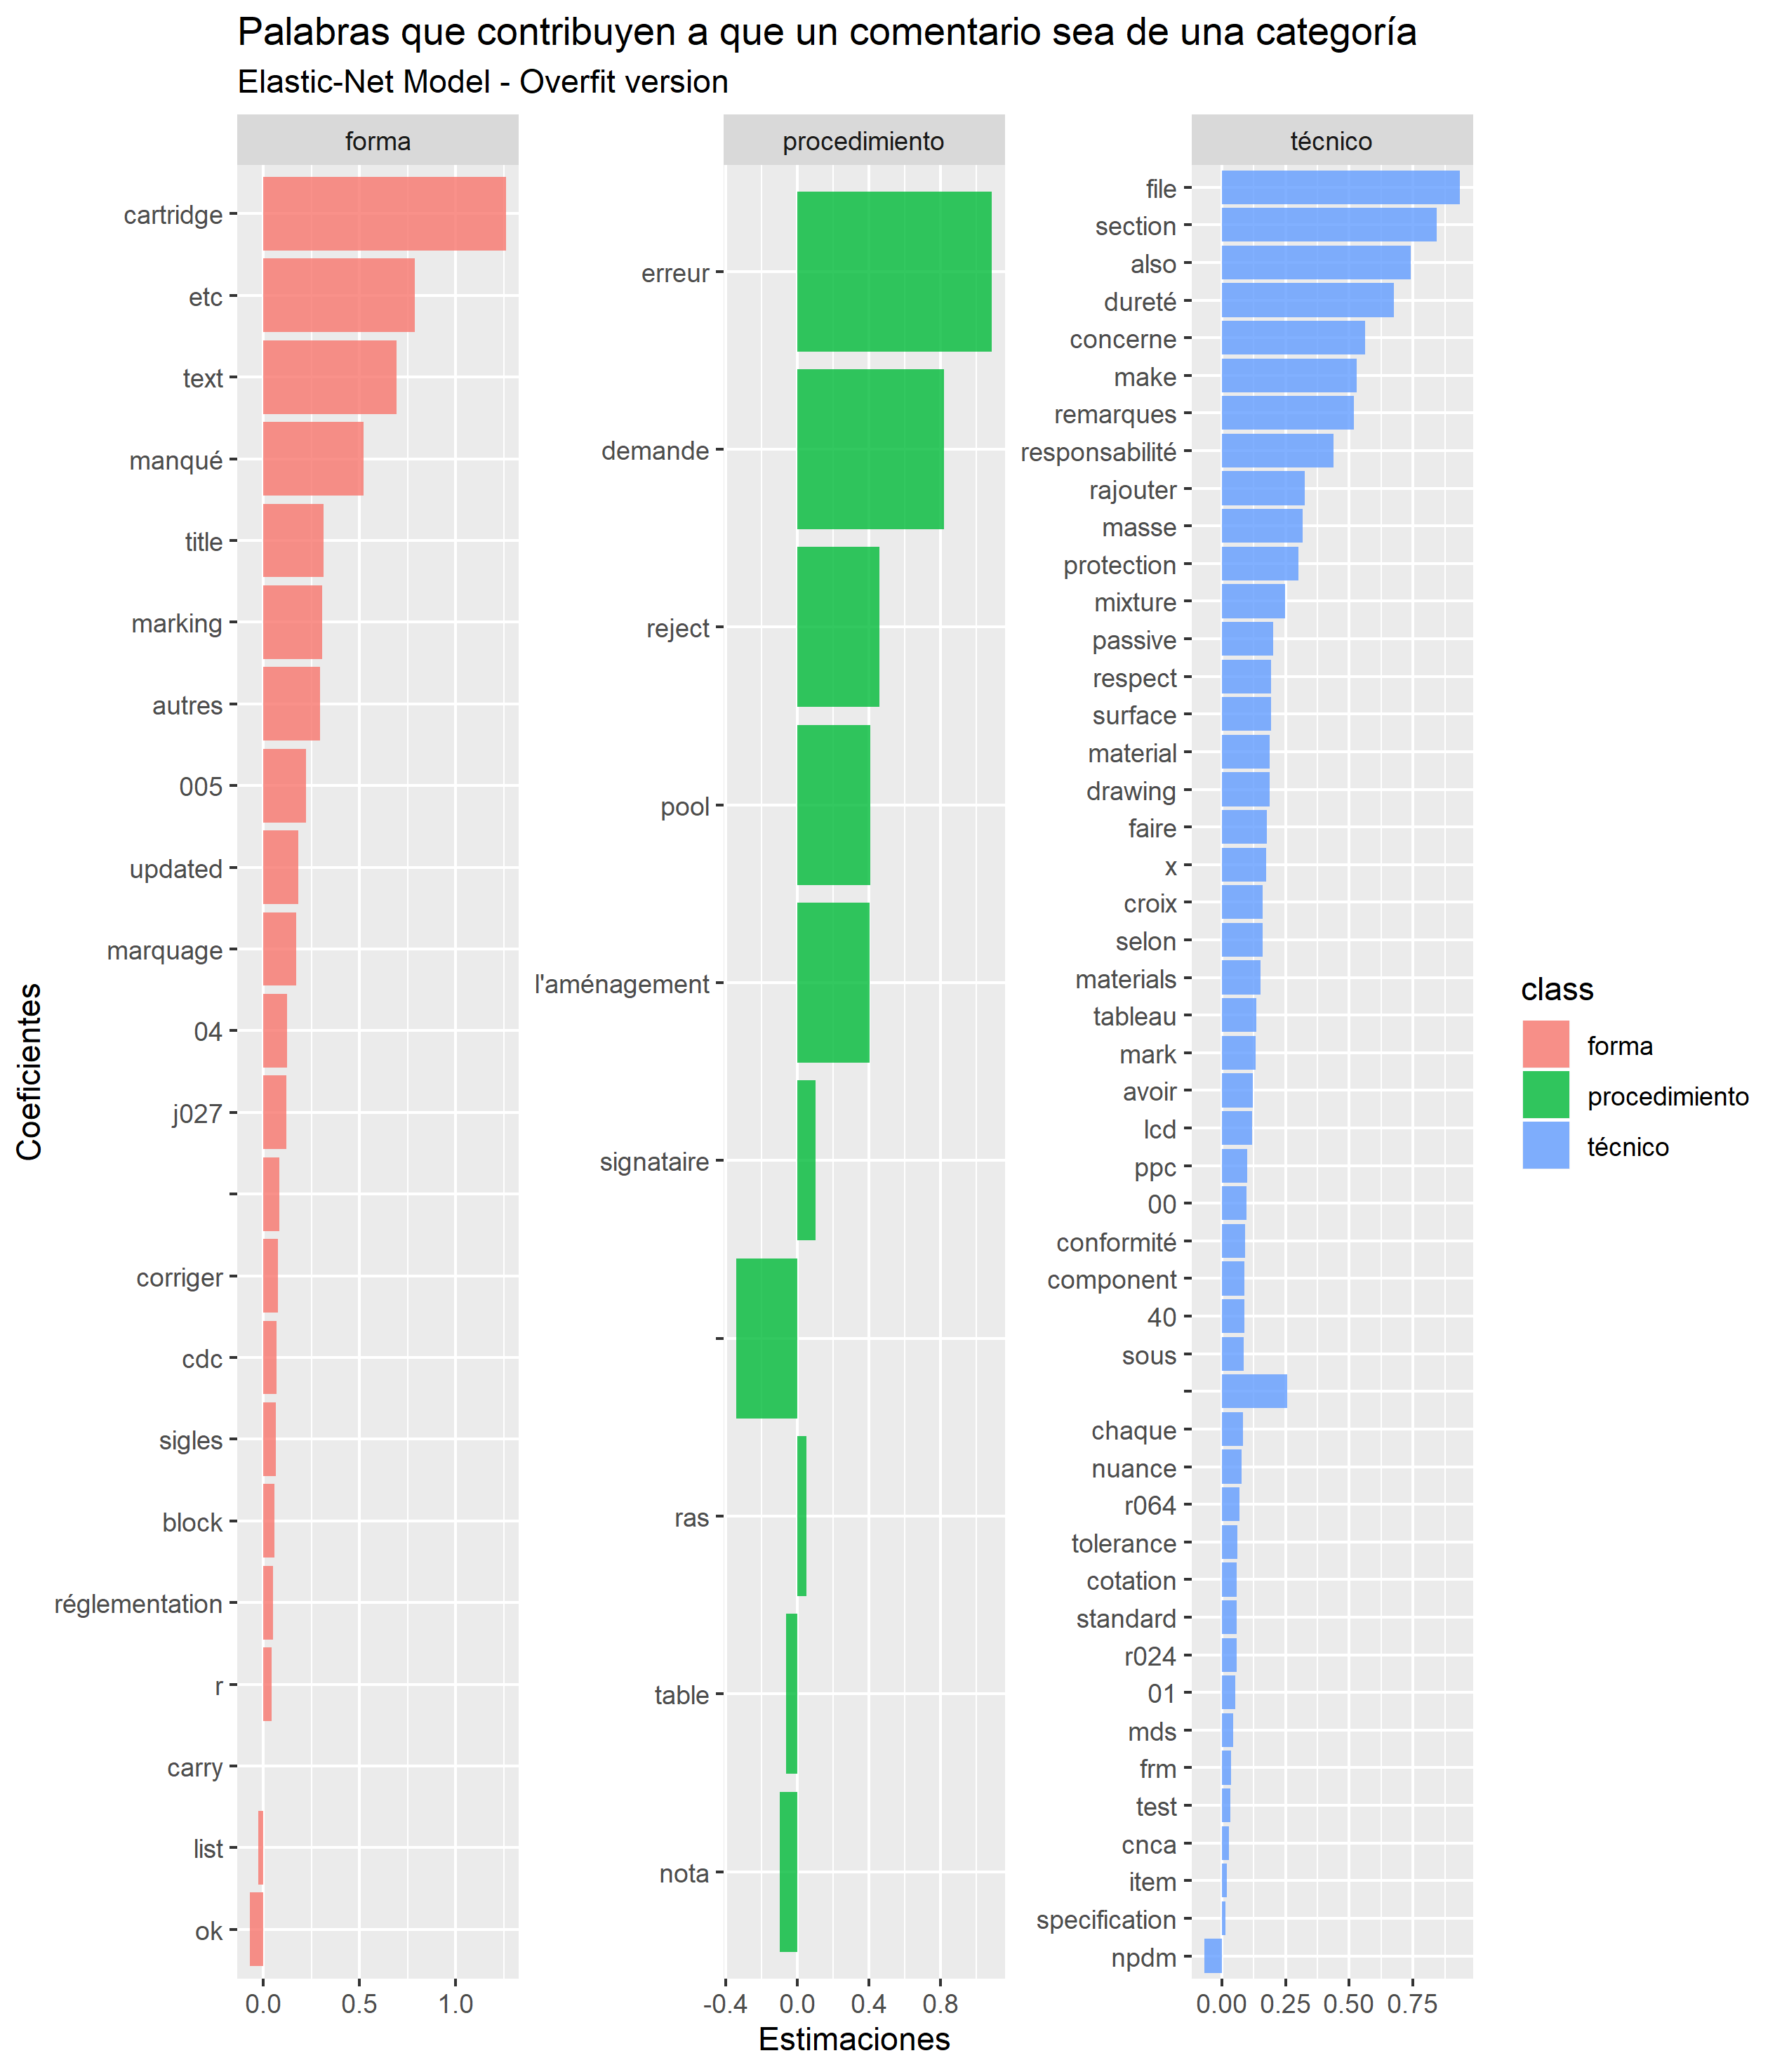 Palabras que contribuyen a que un comentario sea de una categoría
Elastic-Net Model - Overfit version
forma
cartridge
etc
text
manqué
title
marking
autres
005
updated
marquage
04
j027
corriger
cdc
sigles
block
réglementation
r
carry
list
ok
0.0 0.5 1.0
procedimiento
erreur
demande
reject
pool
l'aménagement
signataire
ras
table
nota
-0.4 0.0 0.4 0.8
técnico
file
section
also
dureté
concerne
make
remarques
responsabilité
rajouter
masse
protection
mixture
passive
respect
surface
material
drawing
faire
x
croix
selon
materials
tableau
mark
avoir
lcd
ppc
00
conformité
component
40
sous
chaque
nuance
r064
tolerance
cotation
standard
r024
01
mds
frm
test
cnca
item
specification
npdm
0.00 0.25 0.50 0.75
Coeficientes
Estimaciones
class
forma
procedimiento
técnico